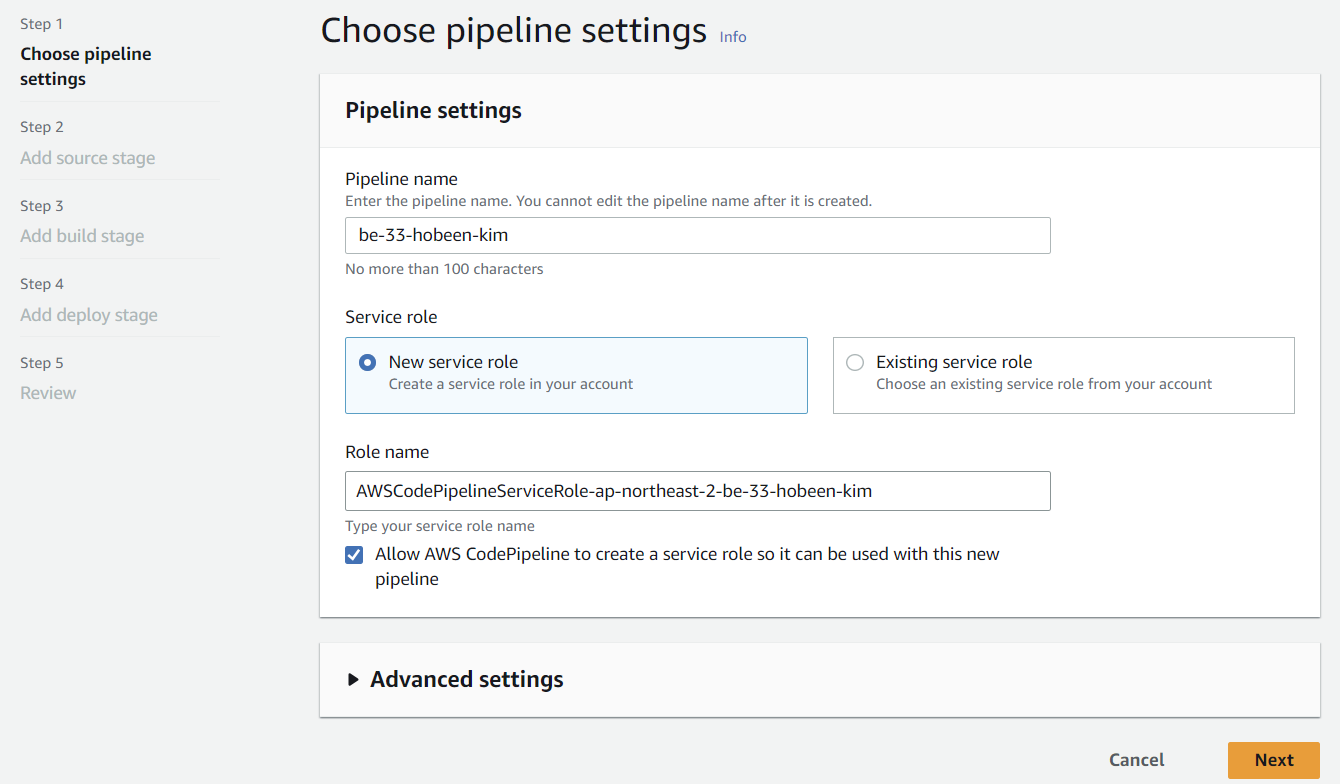 Step 1
Choose pipeline
settings
Step 2
Add source stage
Step 3
Add build stage
Step 4
Add deploy stage
Step 5
Review
Choose pipeline settings Info
Pipeline settings
Pipeline name
Enter the pipeline name. You cannot edit the pipeline name after it is created.
be-33-hobeen-kim
No more than 100 characters
Service role
New service role
Create a service role in your account
Existing service role
Choose an existing service role from your account
Role name
AWSCodePipelineServiceRole-ap-northeast-2-be-33-hobeen-kim
Type your service role name
Allow AWS CodePipeline to create a service role so it can be used with this new
pipeline
Advanced settings
Cancel
Next